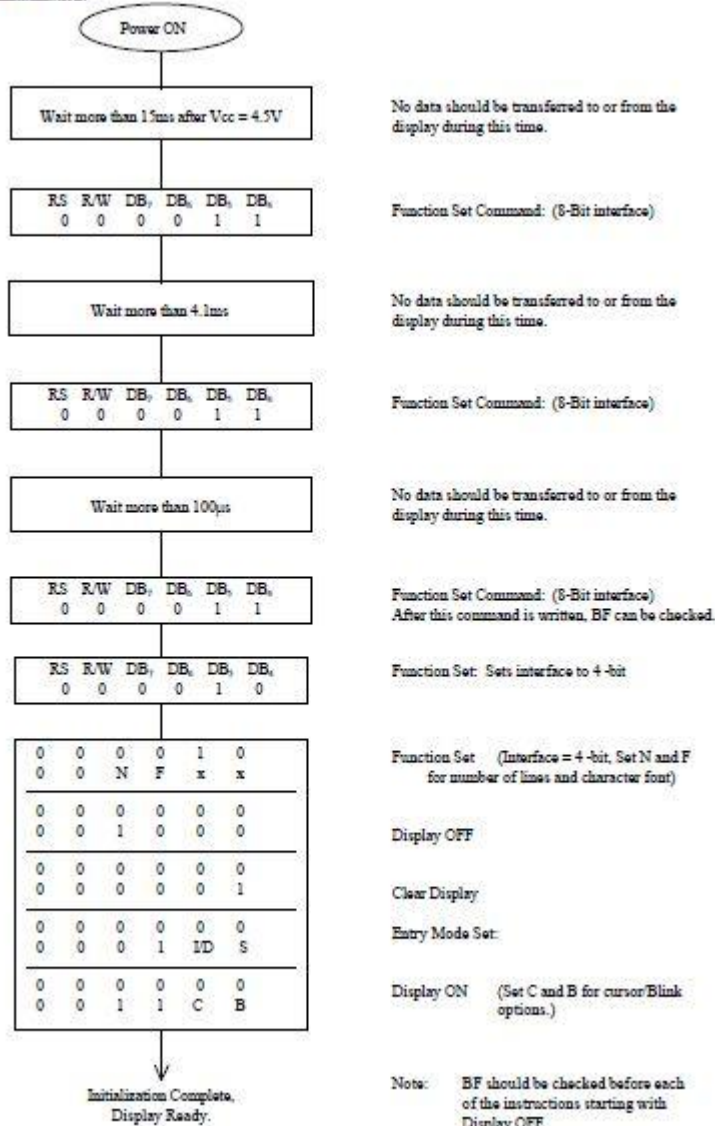 Power ON
Wait more than 15ms after Vcc = 4.5V
No data should be transferred to or from the
display during this time.
RS R/W DB₇ DB₆ DB₅ DB₄
0 0 0 0 1 1
Function Set Command: (8-Bit interface)
Wait more than 4.1ms
No data should be transferred to or from the
display during this time.
RS R/W DB₇ DB₆ DB₅ DB₄
0 0 0 0 1 1
Function Set Command: (8-Bit interface)
Wait more than 100µs
No data should be transferred to or from the
display during this time.
RS R/W DB₇ DB₆ DB₅ DB₄
0 0 0 0 1 1
Function Set Command: (8-Bit interface)
After this command is written, BF can be checked.
RS R/W DB₇ DB₆ DB₅ DB₄
0 0 0 0 1 0
Function Set: Sets interface to 4 -bit
0 0 0 0 1 0
0 0 N F x x
Function Set (Interface = 4 -bit, Set N and F
for number of lines and character font)
0 0 0 0 0 0
0 0 1 0 0 0
Display OFF
0 0 0 0 0 0
0 0 0 0 0 1
Clear Display
0 0 0 0 0 0
0 0 0 1 I/D S
Entry Mode Set:
0 0 0 0 0 0
0 0 1 1 C B
Display ON (Set C and B for cursor/Blink
options.)
Initialization Complete,
Display Ready.
Note: BF should be checked before each
of the instructions starting with
Display OFF